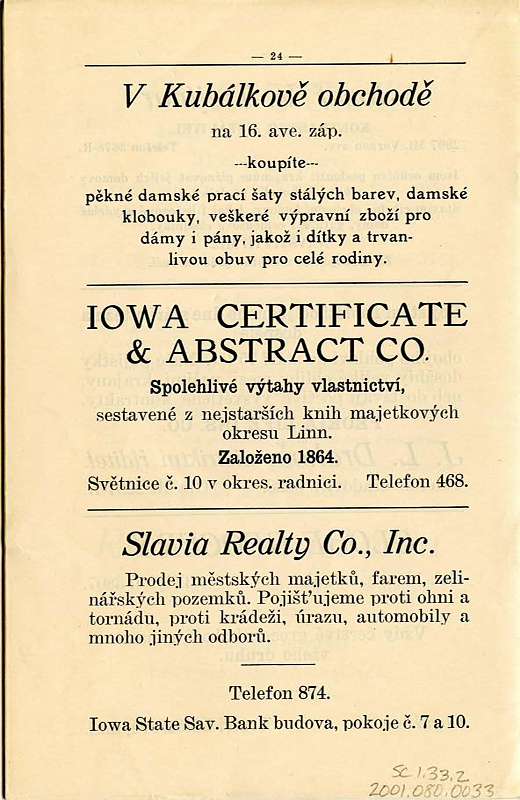 — 24 —
V Kubálkově obchodě
na 16. ave. záp.
---koupíte---
pěkné damské prací šaty stálých barev, damské
klobouky, veškeré výpravní zboží pro
dámy i pány, jakož i dítky a trvan-
livou obuv pro celé rodiny.
IOWA CERTIFICATE
& ABSTRACT CO.
Spolehlivé výtahy vlastnictví,
sestavené z nejstarších knih majetkových
okresu Linn.
Založeno 1864.
Světnice č. 10 v okres. radnici. Telefon 468.
Slavia Realty Co., Inc.
Prodej městských majetků, farem, zeli-
nářských pozemků. Pojišt'ujeme proti ohni a
tornádu, proti krádeži, úrazu, automobily a
mnoho jiných odborů.
Telefon 874.
Iowa State Sav. Bank budova, pokoje č. 7 a 10.
SC 1.33.2
2001.080.0033